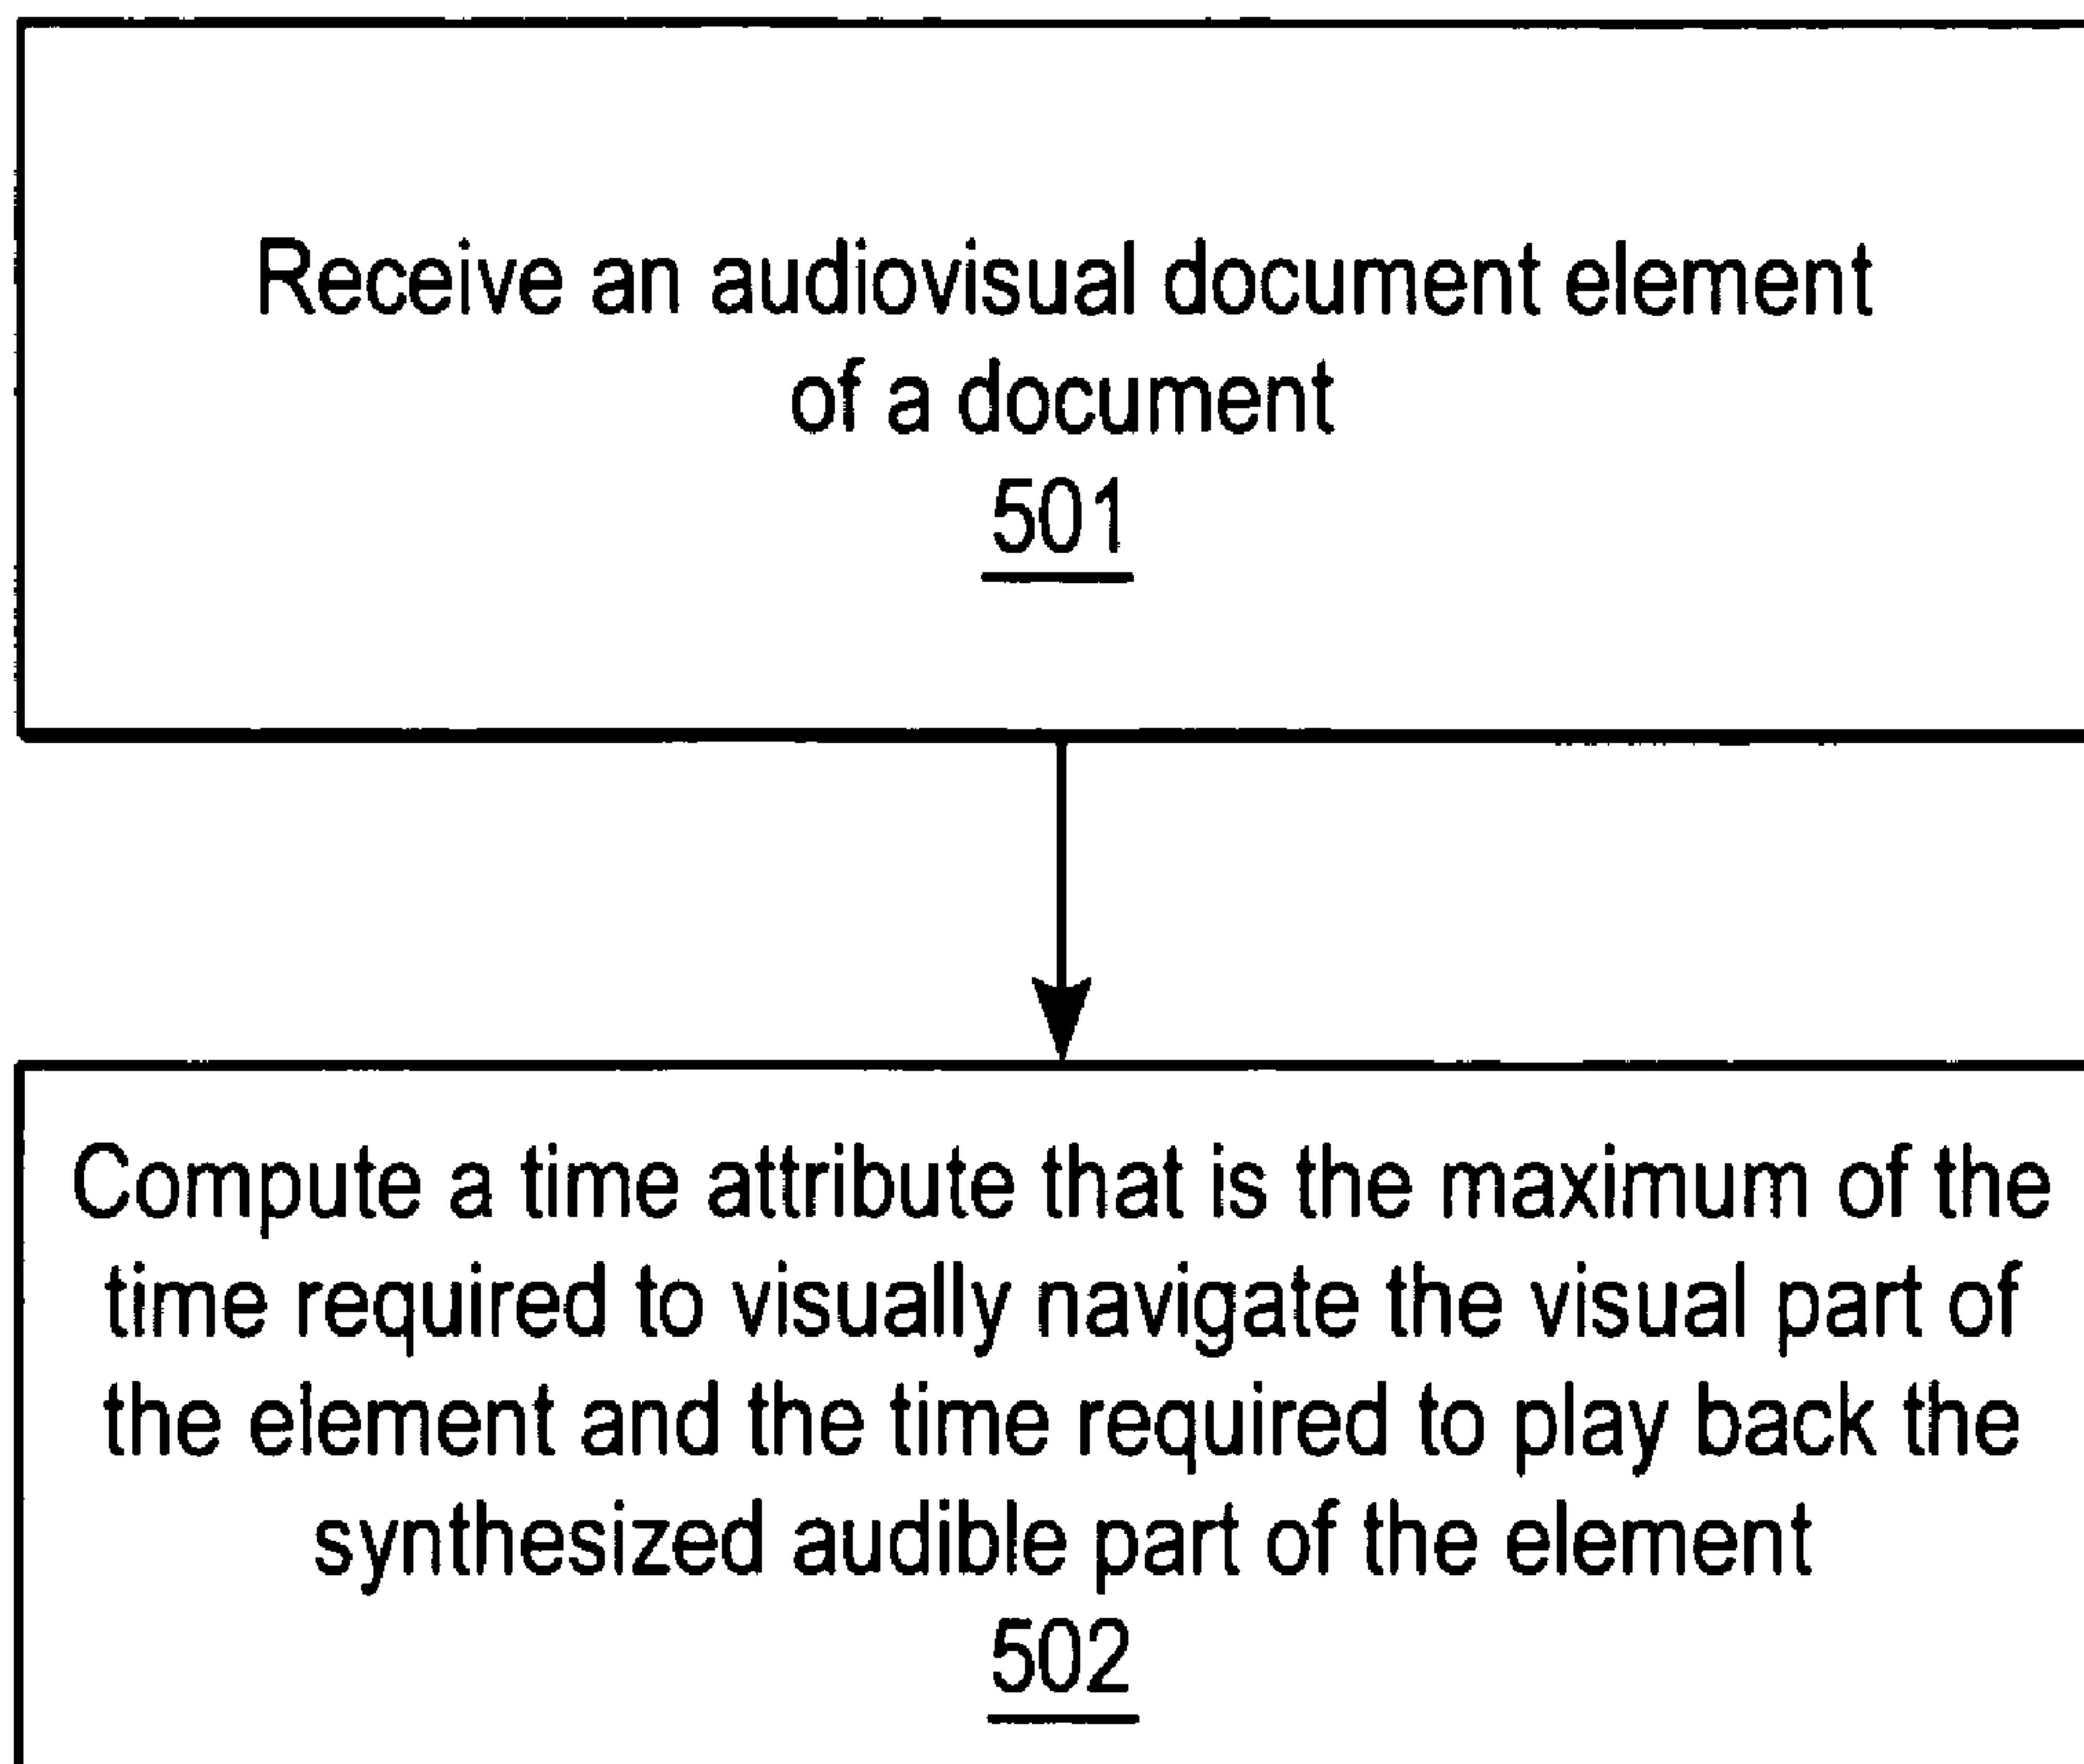 Receive an audiovisual document element
of a document
501
Compute a time attribute that is the maximum of the
time required to visually navigate the visual part of
the element and the time required to play back the
synthesized audible part of the element
502